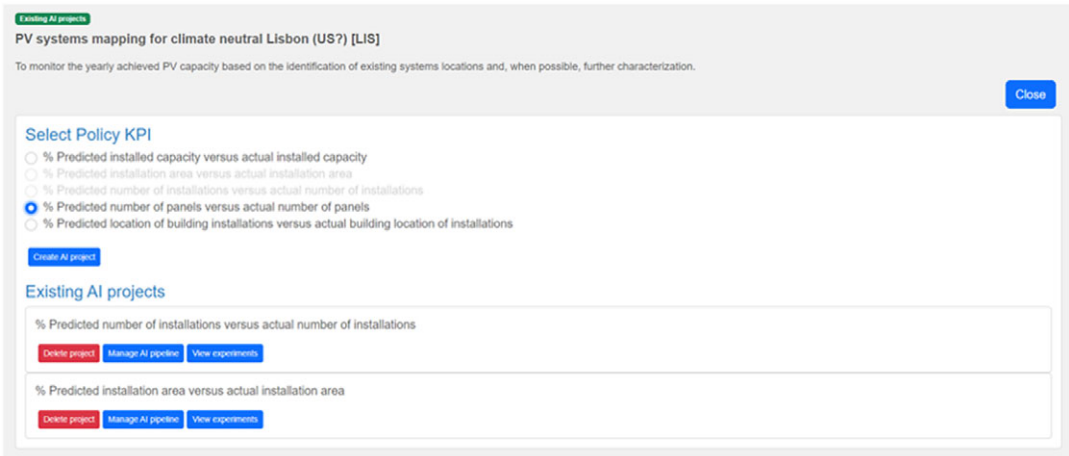 Existing AI projects
PV systems mapping for climate neutral Lisbon (US?) [LIS]
To monitor the yearly achieved PV capacity based on the identification of existing systems locations and, when possible, further characterization.
Close
Select Policy KPI
% Predicted installed capacity versus actual installed capacity
% Predicted installation area versus actual installation area
% Predicted number of installations versus actual number of installations
% Predicted number of panels versus actual number of panels
% Predicted location of building installations versus actual building location of installations
Create AI project
Existing AI projects
% Predicted number of installations versus actual number of installations
Delete project Manage AI pipeline View experiments
% Predicted installation area versus actual installation area
Delete project Manage AI pipeline View experiments